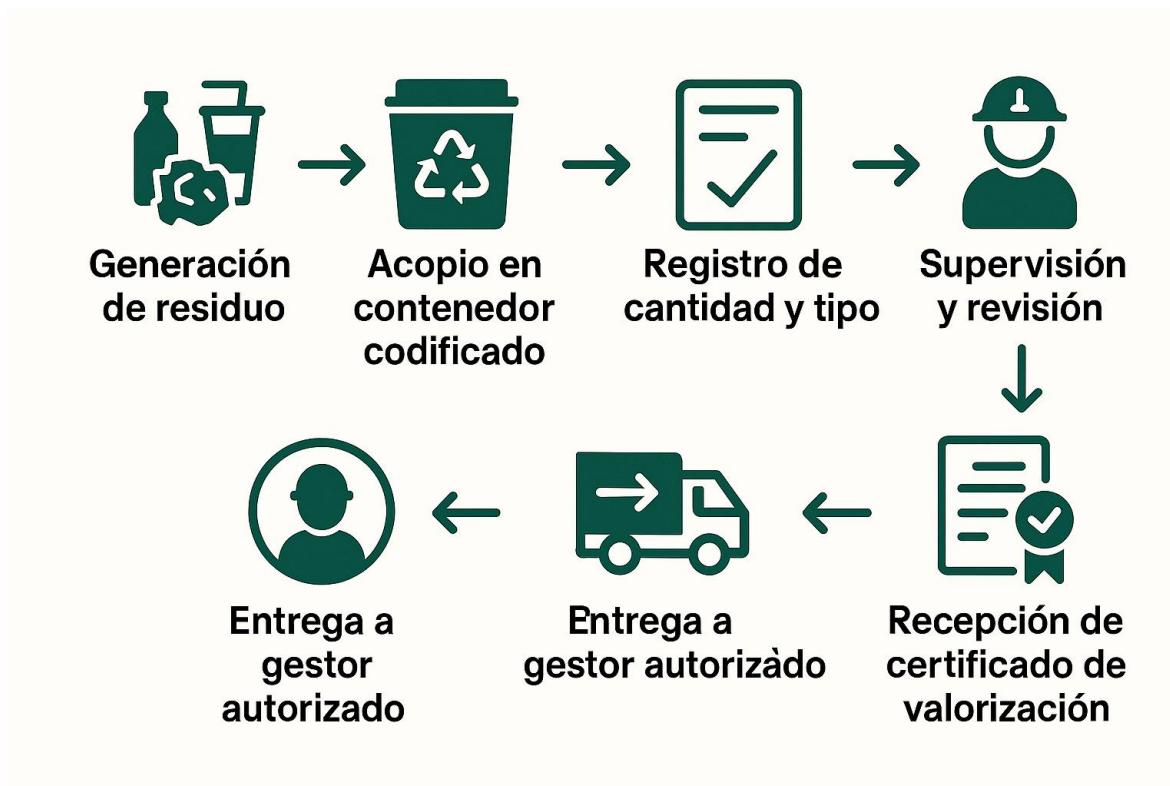 Generación
de residuo
Acopio en
contenedor
codificado
Registro de
cantidad y tipo
Supervisión
y revisión
Recepción de
certificado de
valorización
Entrega a
gestor autorizàdo
Entrega a
gestor
autorizado